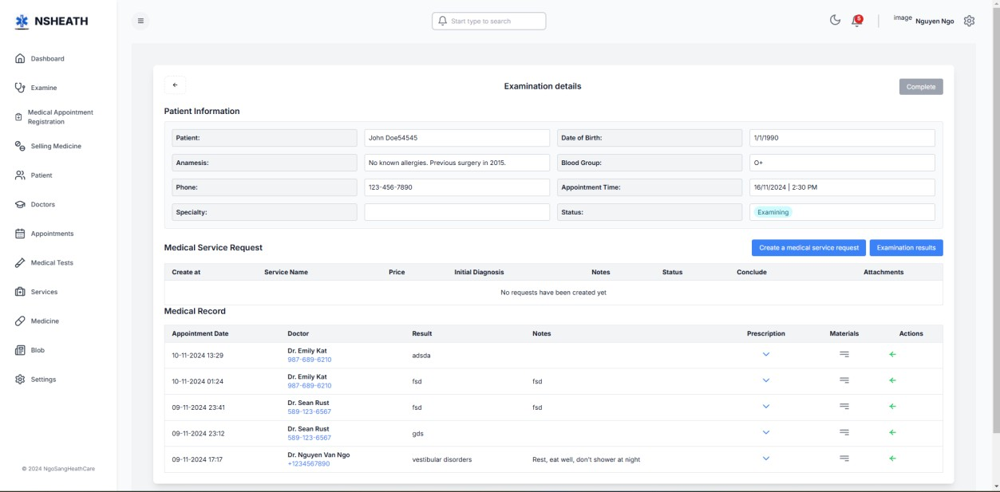 NSHEATH
Start type to search
5
image
Nguyen Ngo
Dashboard
Examine
Medical Appointment
Registration
Selling Medicine
Patient
Doctors
Appointments
Medical Tests
Services
Medicine
Blob
Settings
© 2024 NgoSangHeathCare
Examination details
Complete
Patient Information
Patient: John Doe54545 Date of Birth: 1/1/1990
Anamesis: No known allergies. Previous surgery in 2015. Blood Group: O+
Phone: 123-456-7890 Appointment Time: 16/11/2024 | 2:30 PM
Specialty: Status: Examining
Medical Service Request
Create a medical service request
Examination results
Create at Service Name Price Initial Diagnosis Notes Status Conclude Attachments
No requests have been created yet
Medical Record
Appointment Date Doctor Result Notes Prescription Materials Actions
10-11-2024 13:29 Dr. Emily Kat adsda
987-689-6210
10-11-2024 01:24 Dr. Emily Kat fsd fsd
987-689-6210
09-11-2024 23:41 Dr. Sean Rust fsd fsd
589-123-6567
09-11-2024 23:12 Dr. Sean Rust gds
589-123-6567
09-11-2024 17:17 Dr. Nguyen Van Ngo vestibular disorders Rest, eat well, don't shower at night
+1234567890